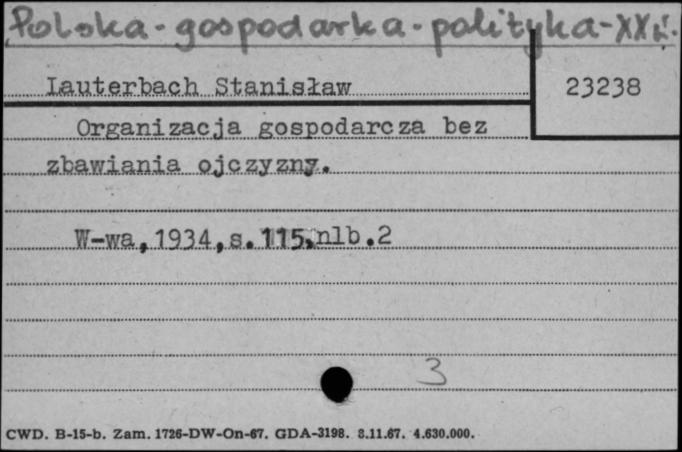 Polska - gospodarka - polityka - XX w.
Lauterbach Stanisław
23238
Organizacja gospodarcza bez
zbawiania ojczyzny.
W-wa,1934,s.115,nlb.2
3
CWD. B-15-b. Zam. 1726-DW-On-67. GDA-3198. 8.11.67. 4.630.000.